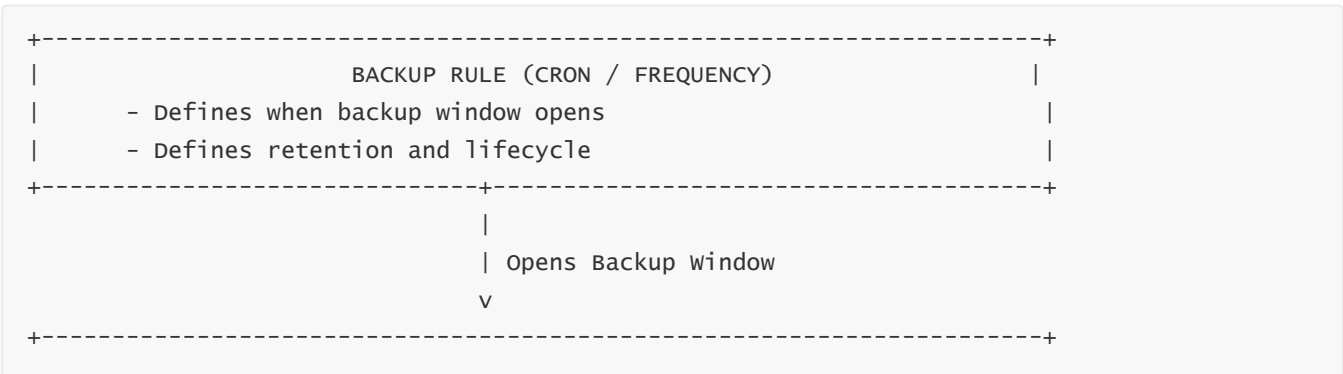 +-----------------------------------------------------------------------+
|                      BACKUP RULE (CRON / FREQUENCY)                  |
|      - Defines when backup window opens                               |
|      - Defines retention and lifecycle                                |
+-------------------------------+---------------------------------------+
                                |
                                | Opens Backup Window
                                v
+-----------------------------------------------------------------------+